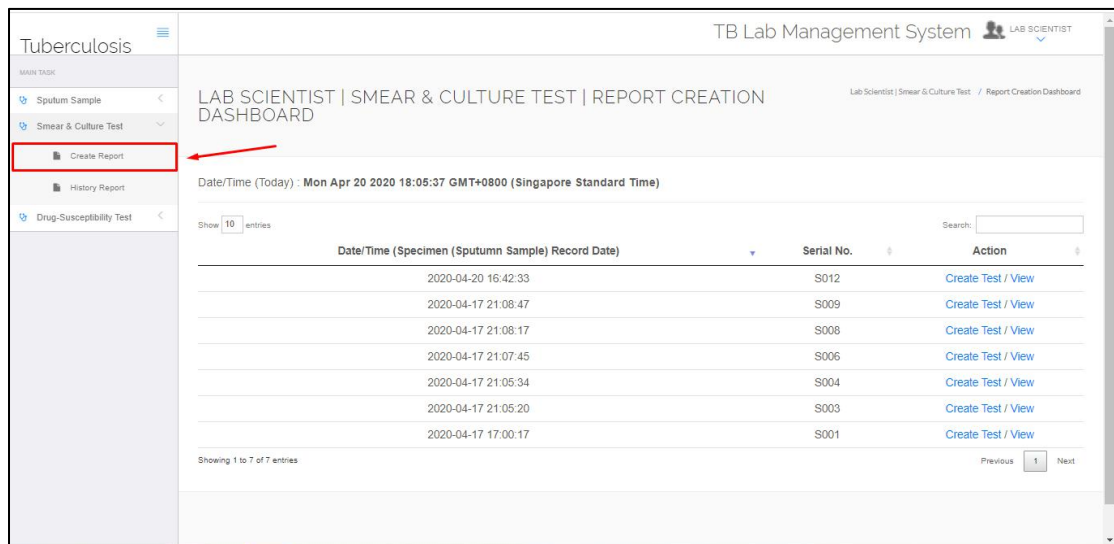 Tuberculosis
TB Lab Management System LAB SCIENTIST
MAIN TASK
Sputum Sample
Smear & Culture Test
Create Report
History Report
Drug-Susceptibility Test
LAB SCIENTIST | SMEAR & CULTURE TEST | REPORT CREATION
DASHBOARD
Lab Scientist | Smear & Culture Test / Report Creation Dashboard
Date/Time (Today) : Mon Apr 20 2020 18:05:37 GMT+0800 (Singapore Standard Time)
Show 10 entries Search:
Date/Time (Specimen (Sputumn Sample) Record Date) Serial No. Action
2020-04-20 16:42:33 S012 Create Test / View
2020-04-17 21:08:47 S009 Create Test / View
2020-04-17 21:08:17 S008 Create Test / View
2020-04-17 21:07:45 S006 Create Test / View
2020-04-17 21:05:34 S004 Create Test / View
2020-04-17 21:05:20 S003 Create Test / View
2020-04-17 17:00:17 S001 Create Test / View
Showing 1 to 7 of 7 entries Previous 1 Next